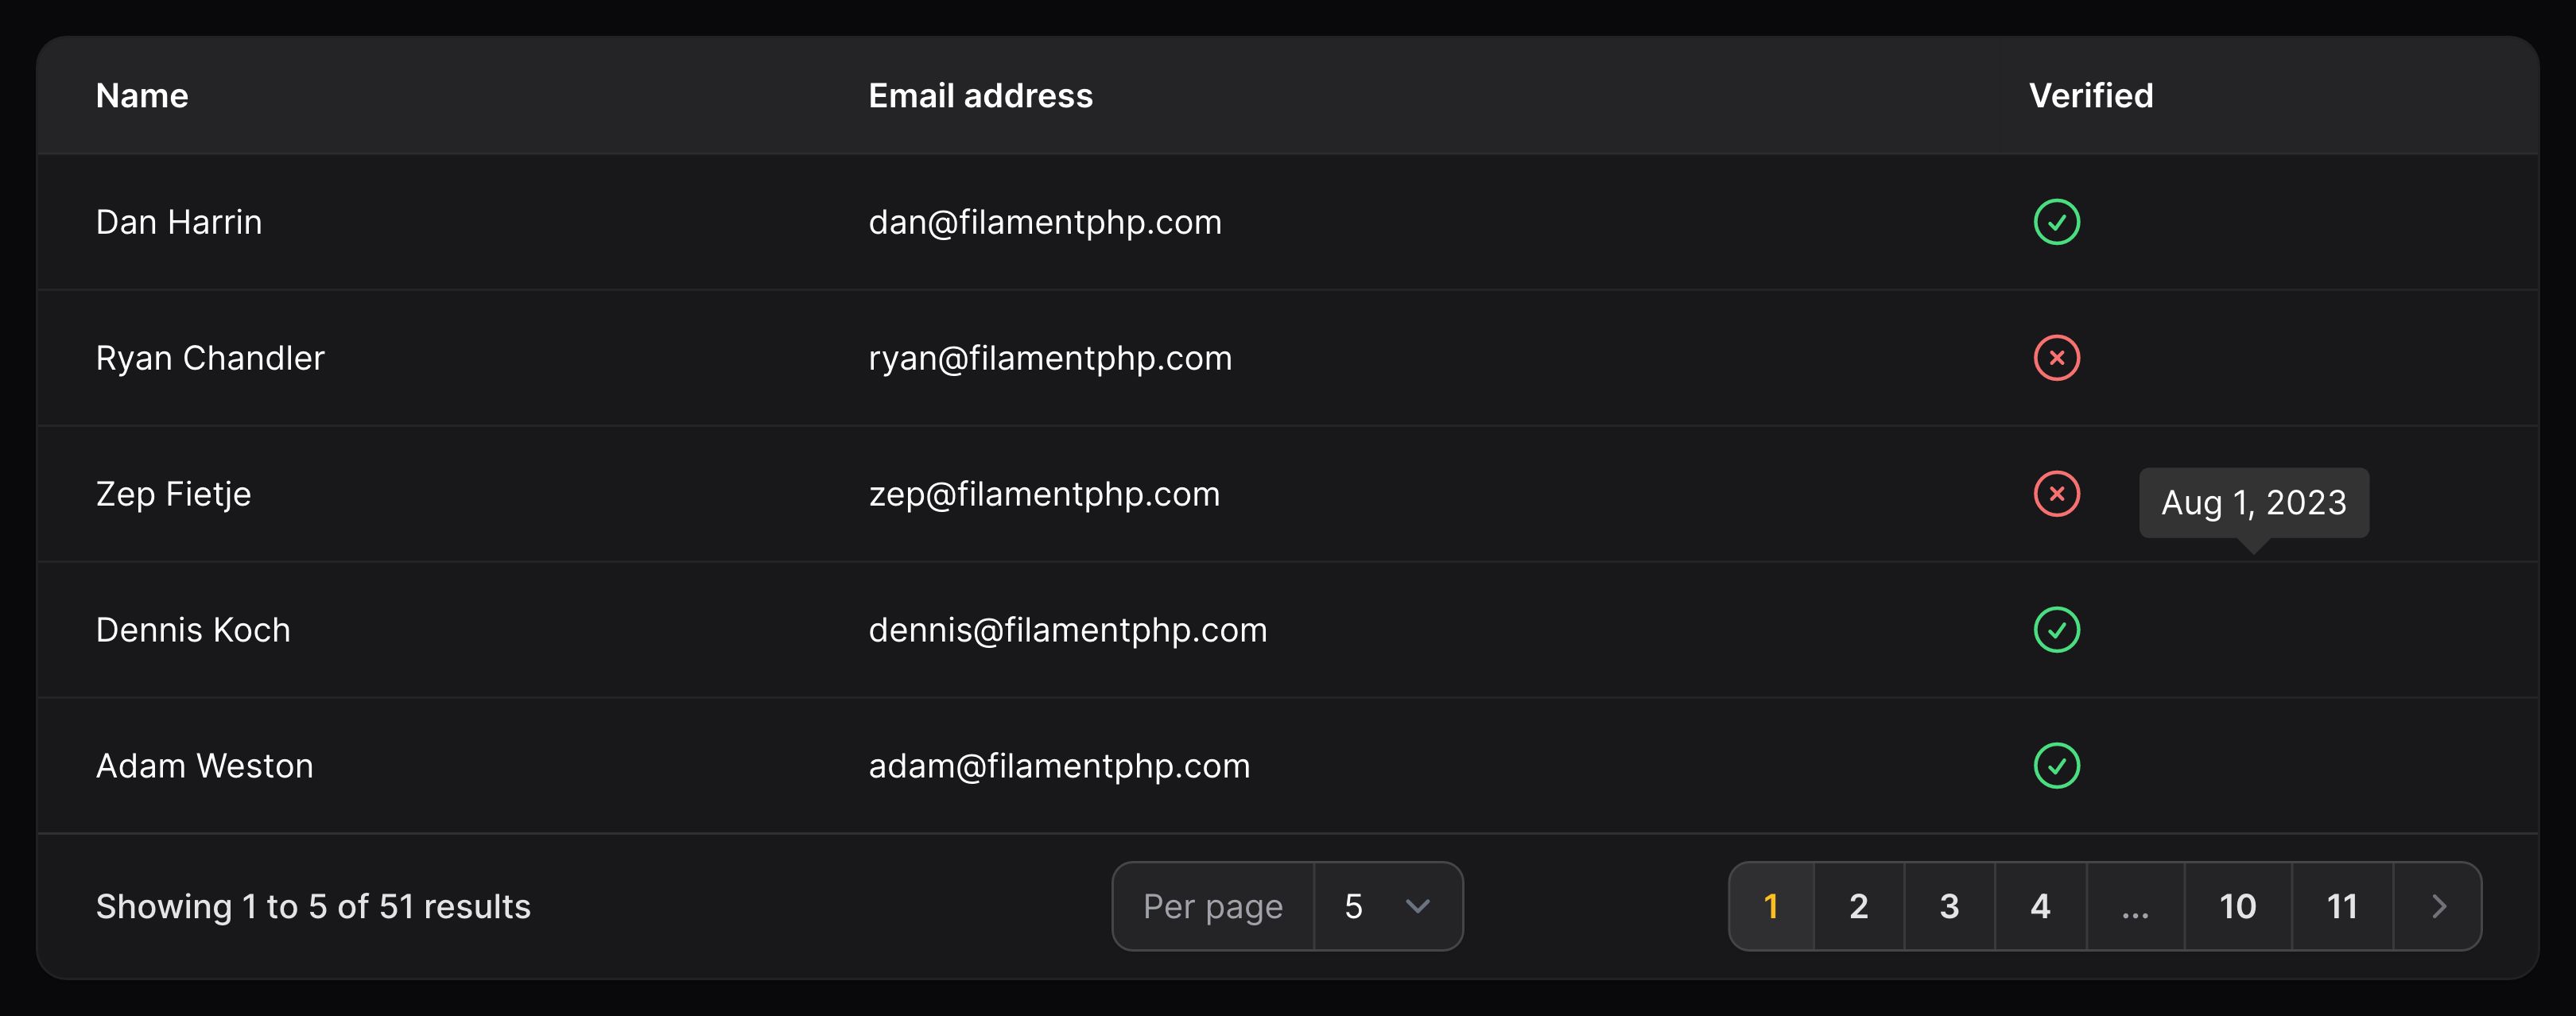 Name Email address Verified
Dan Harrin dan@filamentphp.com
Ryan Chandler ryan@filamentphp.com
Zep Fietje zep@filamentphp.com Aug 1, 2023
Dennis Koch dennis@filamentphp.com
Adam Weston adam@filamentphp.com
Showing 1 to 5 of 51 results Per page 5 1 2 3 4 ... 10 11